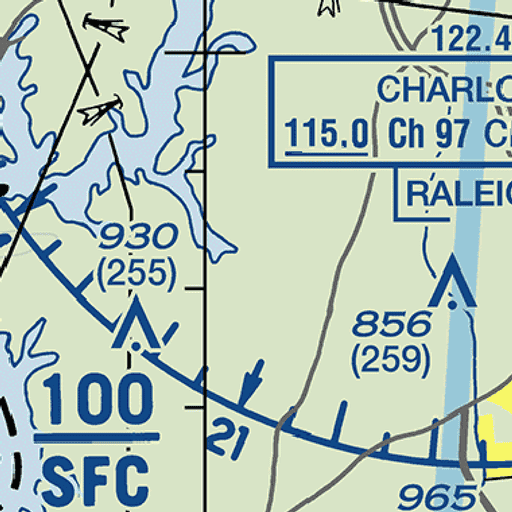 122.4
CHARLO
115.0 Ch 97
RALEIG
930
(255)
856
(259)
100
SFC
21
965